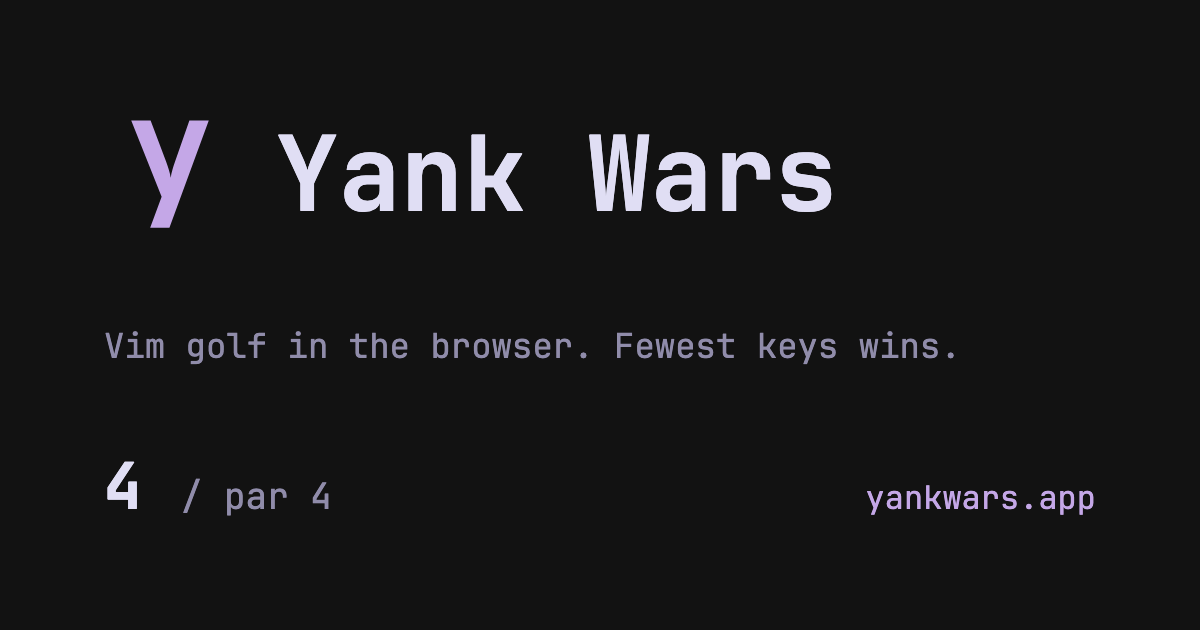 y Yank Wars
Vim golf in the browser. Fewest keys wins.
4 / par 4
yankwars.app